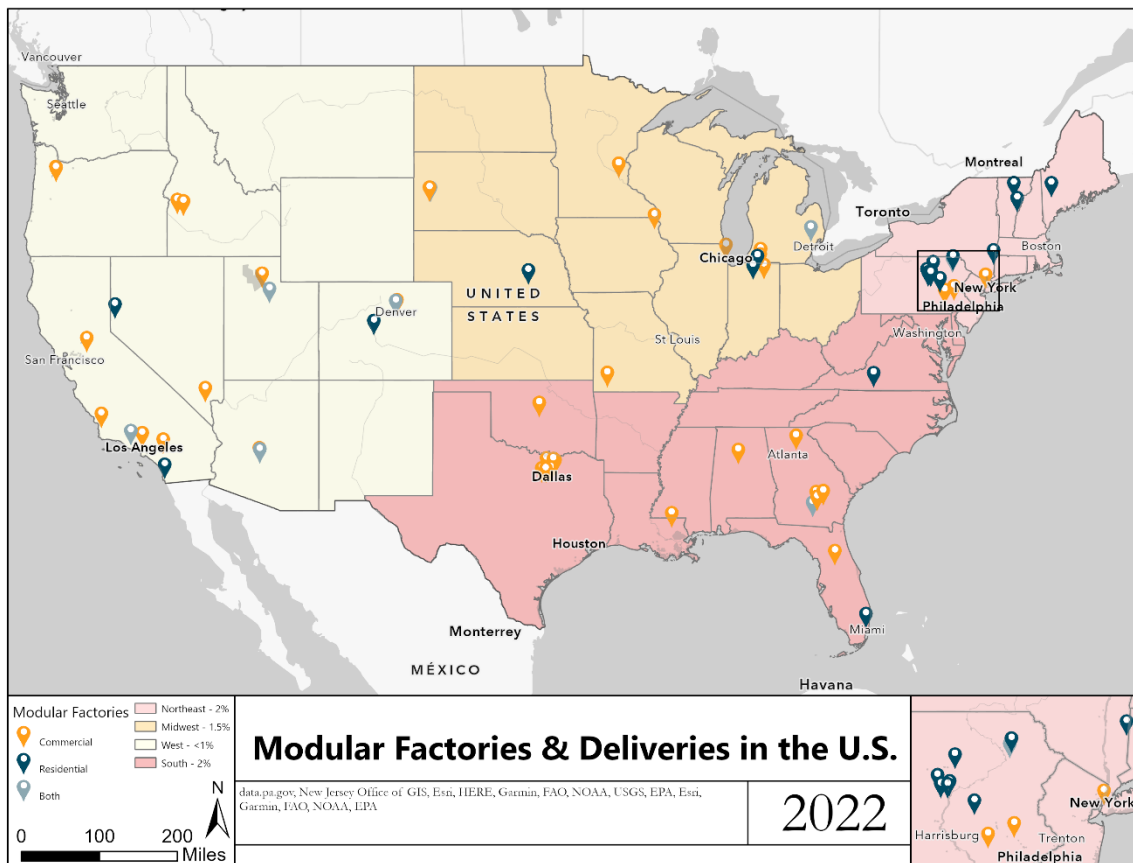 Vancouver
Seattle
Montreal
Toronto
Boston
Detroit
Chicago
New York
Philadelphia
Washington
UNITED
STATES
Denver
St Louis
San Francisco
Los Angeles
Atlanta
Dallas
Houston
Miami
Monterrey
MÉXICO
Havana
Modular Factories
Commercial
Residential
Both
Northeast - 2%
Midwest - 1.5%
West - <1%
South - 2%
N
0 100 200
Miles
Modular Factories & Deliveries in the U.S.
data.pa.gov, New Jersey Office of GIS, Esri, HERE, Garmin, FAO, NOAA, USGS, EPA, Esri,
Garmin, FAO, NOAA, EPA
2022
New York
Harrisburg
Trenton
Philadelphia